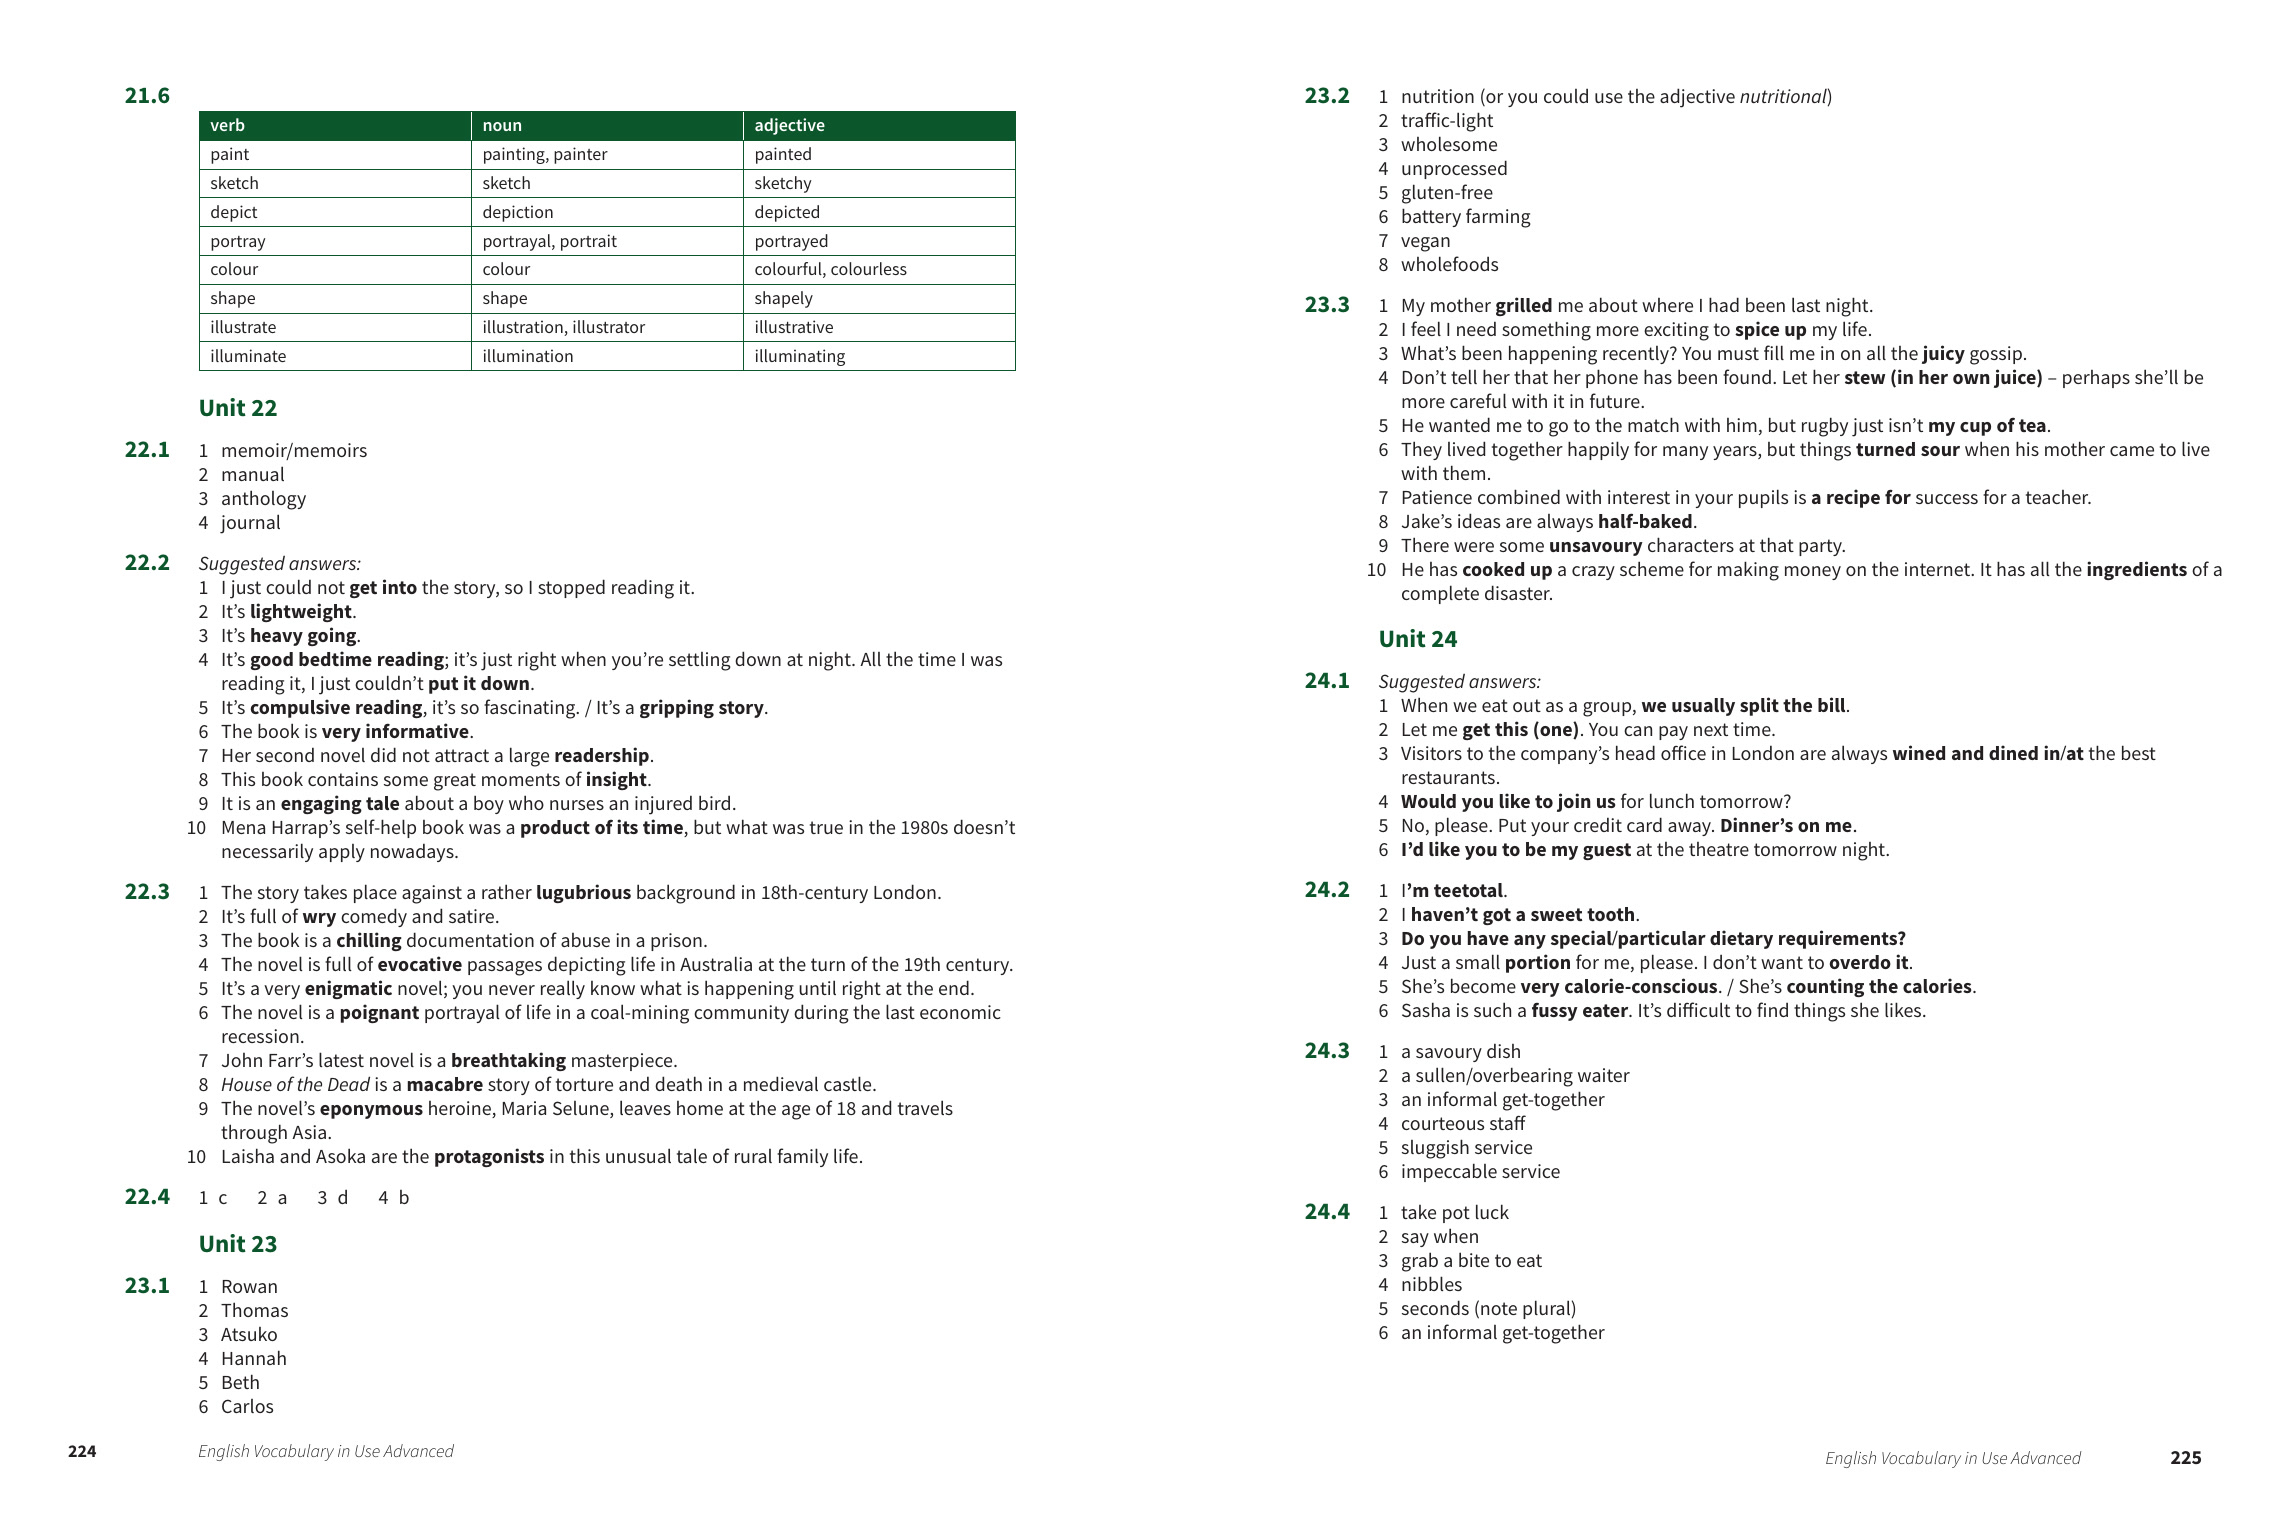 21.6
verb noun adjective
paint painting, painter painted
sketch sketch sketchy
depict depiction depicted
portray portrayal, portrait portrayed
colour colour colourful, colourless
shape shape shapely
illustrate illustration, illustrator illustrative
illuminate illumination illuminating
Unit 22
22.1 1 memoir/memoirs
2 manual
3 anthology
4 journal
22.2 Suggested answers:
1 I just could not get into the story, so I stopped reading it.
2 It’s lightweight.
3 It’s heavy going.
4 It’s good bedtime reading; it’s just right when you’re settling down at night. All the time I was
reading it, I just couldn’t put it down.
5 It’s compulsive reading, it’s so fascinating. / It’s a gripping story.
6 The book is very informative.
7 Her second novel did not attract a large readership.
8 This book contains some great moments of insight.
9 It is an engaging tale about a boy who nurses an injured bird.
10 Mena Harrap’s self-help book was a product of its time, but what was true in the 1980s doesn’t
necessarily apply nowadays.
22.3 1 The story takes place against a rather lugubrious background in 18th-century London.
2 It’s full of wry comedy and satire.
3 The book is a chilling documentation of abuse in a prison.
4 The novel is full of evocative passages depicting life in Australia at the turn of the 19th century.
5 It’s a very enigmatic novel; you never really know what is happening until right at the end.
6 The novel is a poignant portrayal of life in a coal-mining community during the last economic
recession.
7 John Farr’s latest novel is a breathtaking masterpiece.
8 House of the Dead is a macabre story of torture and death in a medieval castle.
9 The novel’s eponymous heroine, Maria Selune, leaves home at the age of 18 and travels
through Asia.
10 Laisha and Asoka are the protagonists in this unusual tale of rural family life.
22.4 1 c 2 a 3 d 4 b
Unit 23
23.1 1 Rowan
2 Thomas
3 Atsuko
4 Hannah
5 Beth
6 Carlos
224 English Vocabulary in Use Advanced
23.2 1 nutrition (or you could use the adjective nutritional)
2 traffic-light
3 wholesome
4 unprocessed
5 gluten-free
6 battery farming
7 vegan
8 wholefoods
23.3 1 My mother grilled me about where I had been last night.
2 I feel I need something more exciting to spice up my life.
3 What’s been happening recently? You must fill me in on all the juicy gossip.
4 Don’t tell her that her phone has been found. Let her stew (in her own juice) – perhaps she’ll be
more careful with it in future.
5 He wanted me to go to the match with him, but rugby just isn’t my cup of tea.
6 They lived together happily for many years, but things turned sour when his mother came to live
with them.
7 Patience combined with interest in your pupils is a recipe for success for a teacher.
8 Jake’s ideas are always half-baked.
9 There were some unsavoury characters at that party.
10 He has cooked up a crazy scheme for making money on the internet. It has all the ingredients of a
complete disaster.
Unit 24
24.1 Suggested answers:
1 When we eat out as a group, we usually split the bill.
2 Let me get this (one). You can pay next time.
3 Visitors to the company’s head office in London are always wined and dined in/at the best
restaurants.
4 Would you like to join us for lunch tomorrow?
5 No, please. Put your credit card away. Dinner’s on me.
6 I’d like you to be my guest at the theatre tomorrow night.
24.2 1 I’m teetotal.
2 I haven’t got a sweet tooth.
3 Do you have any special/particular dietary requirements?
4 Just a small portion for me, please. I don’t want to overdo it.
5 She’s become very calorie-conscious. / She’s counting the calories.
6 Sasha is such a fussy eater. It’s difficult to find things she likes.
24.3 1 a savoury dish
2 a sullen/overbearing waiter
3 an informal get-together
4 courteous staff
5 sluggish service
6 impeccable service
24.4 1 take pot luck
2 say when
3 grab a bite to eat
4 nibbles
5 seconds (note plural)
6 an informal get-together
English Vocabulary in Use Advanced 225